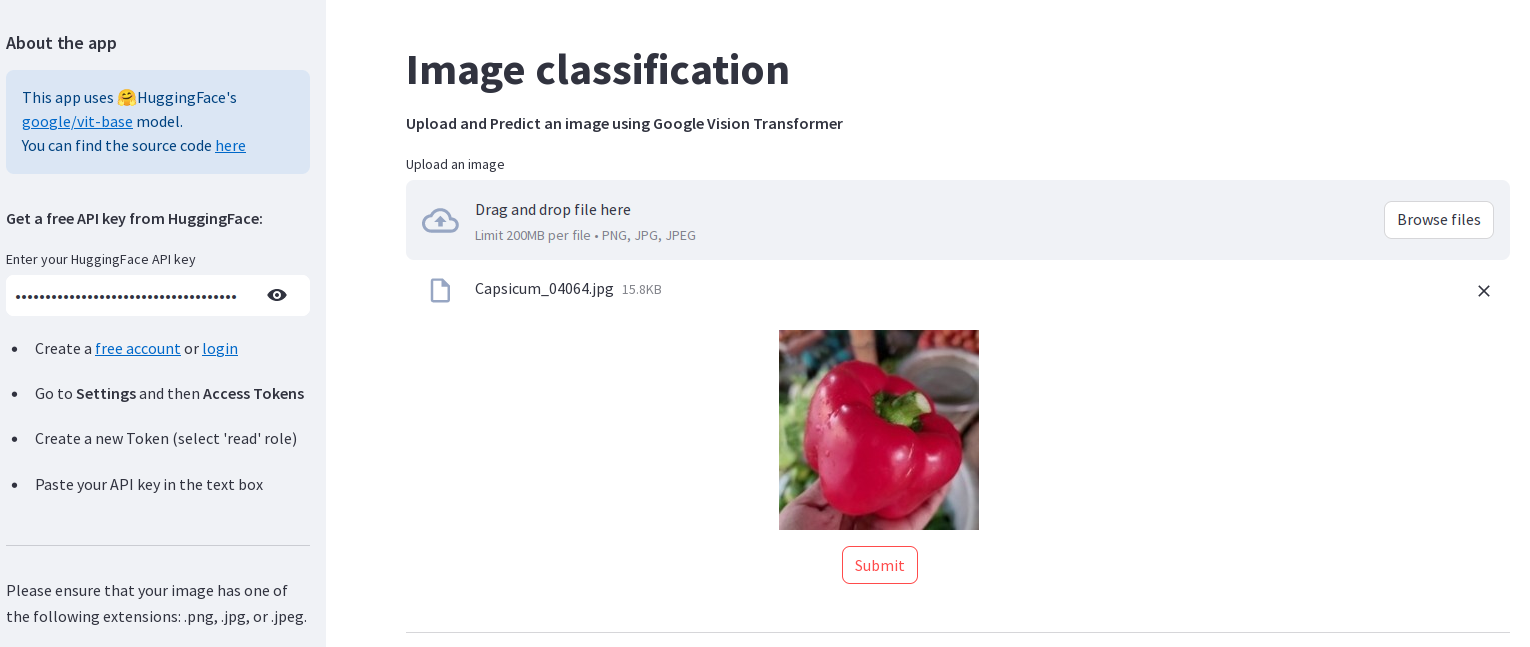 About the app
This app uses 🤗HuggingFace's
google/vit-base model.
You can find the source code here
Get a free API key from HuggingFace:
Enter your HuggingFace API key
•••••••••••••••••••••••••••••••••••••
• Create a free account or login
• Go to Settings and then Access Tokens
• Create a new Token (select 'read' role)
• Paste your API key in the text box
Please ensure that your image has one of
the following extensions: .png, .jpg, or .jpeg.
Image classification
Upload and Predict an image using Google Vision Transformer
Upload an image
Drag and drop file here
Limit 200MB per file • PNG, JPG, JPEG
Browse files
Capsicum_04064.jpg 15.8KB
Submit